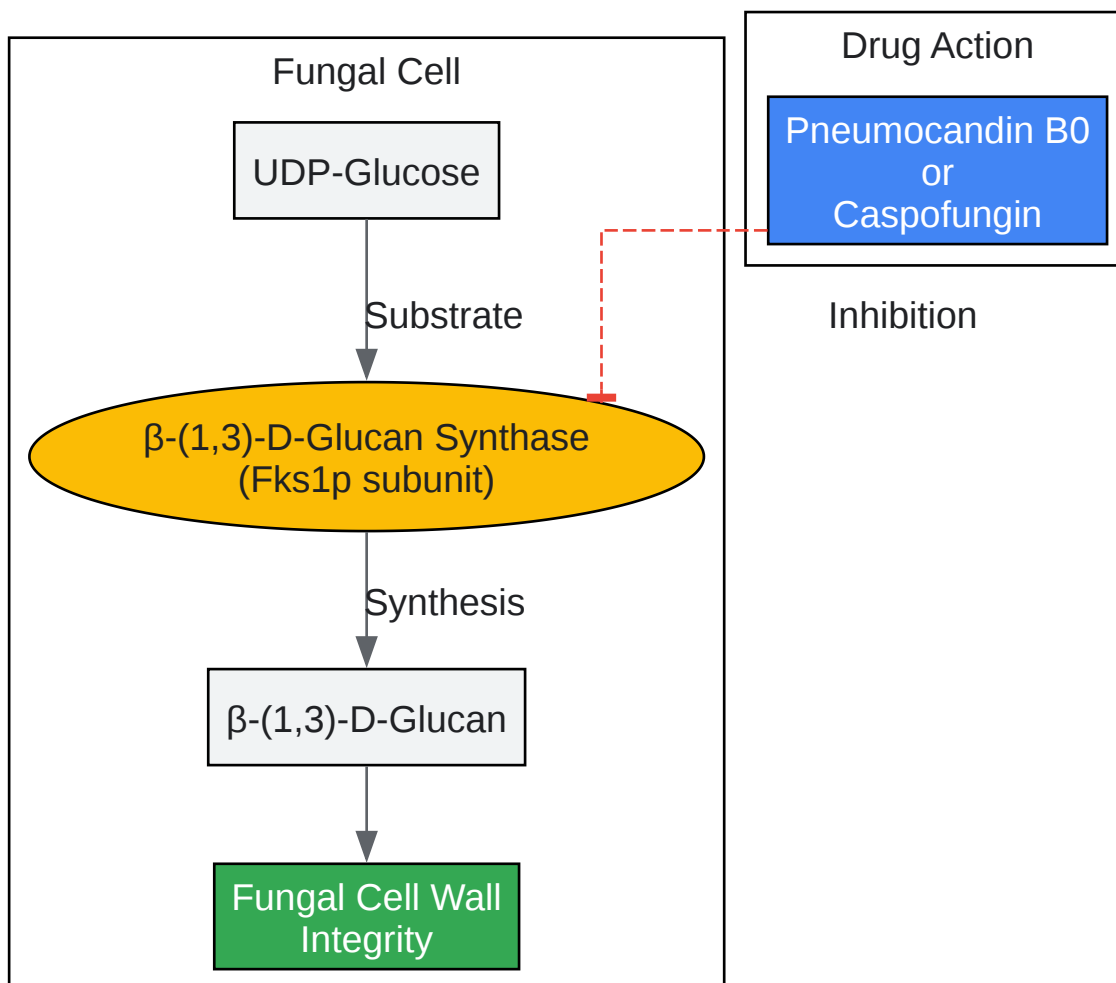 Fungal Cell
UDP-Glucose
Substrate
β-(1,3)-D-Glucan Synthase
(Fks1p subunit)
Synthesis
β-(1,3)-D-Glucan
Fungal Cell Wall
Integrity
Drug Action
Pneumocandin B0
or
Caspofungin
Inhibition